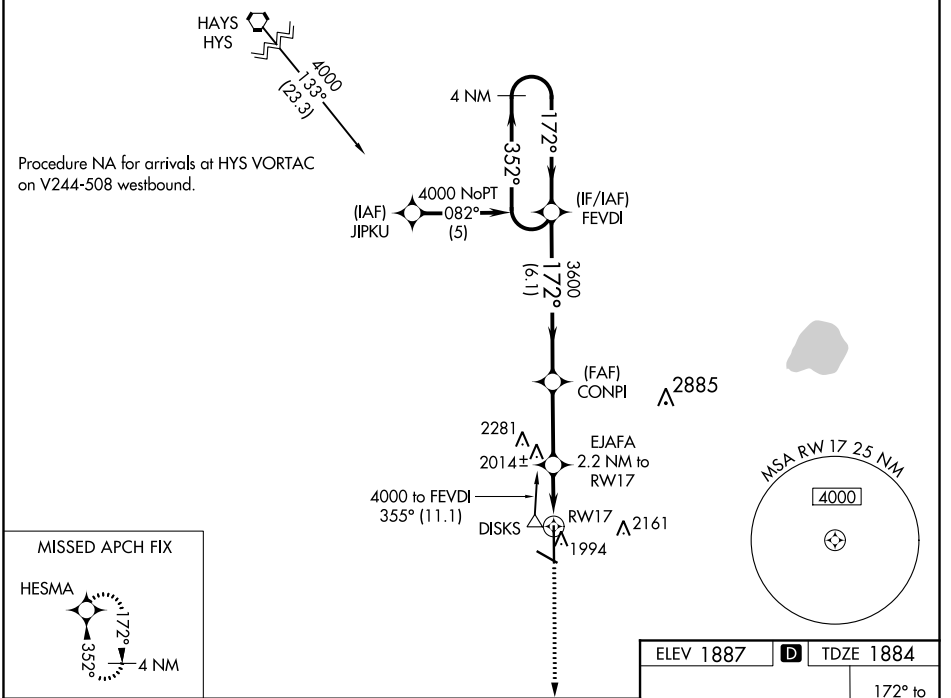 HAYS
HYS
4000
133°
(23.3)
4 NM
172°
352°
Procedure NA for arrivals at HYS VORTAC
on V244-508 westbound.
(IAF)
JIPKU
4000 NoPT
082°
(5)
(IF/IAF)
FEVDI
3600
172°
(6.1)
(FAF)
CONPI
2885
2281
2014±
EJAFA
2.2 NM to
RW17
4000 to FEVDI
355° (11.1)
DISKS
RW17
2161
1994
MSA RW 17 25 NM
4000
MISSED APCH FIX
HESMA
172°
352°
4 NM
ELEV 1887 D TDZE 1884
172° to